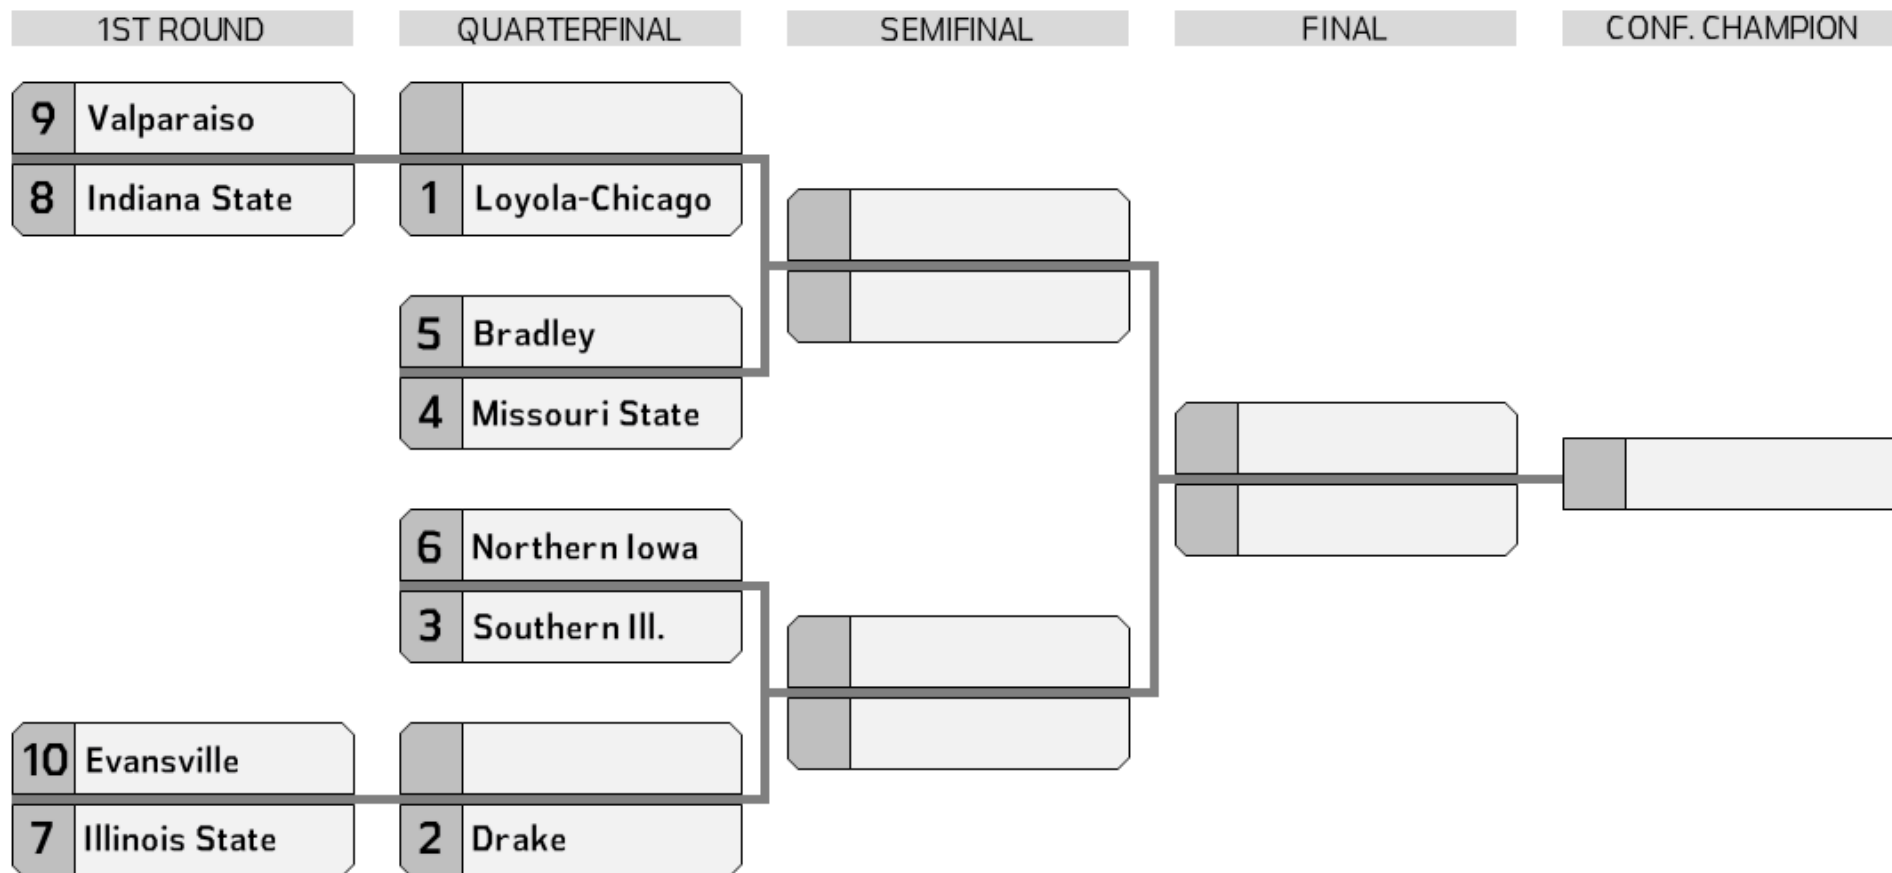 1ST ROUND
QUARTERFINAL
SEMIFINAL
FINAL
CONF. CHAMPION
9 Valparaiso
8 Indiana State
1 Loyola-Chicago
5 Bradley
4 Missouri State
6 Northern Iowa
3 Southern Ill.
10 Evansville
7 Illinois State
2 Drake